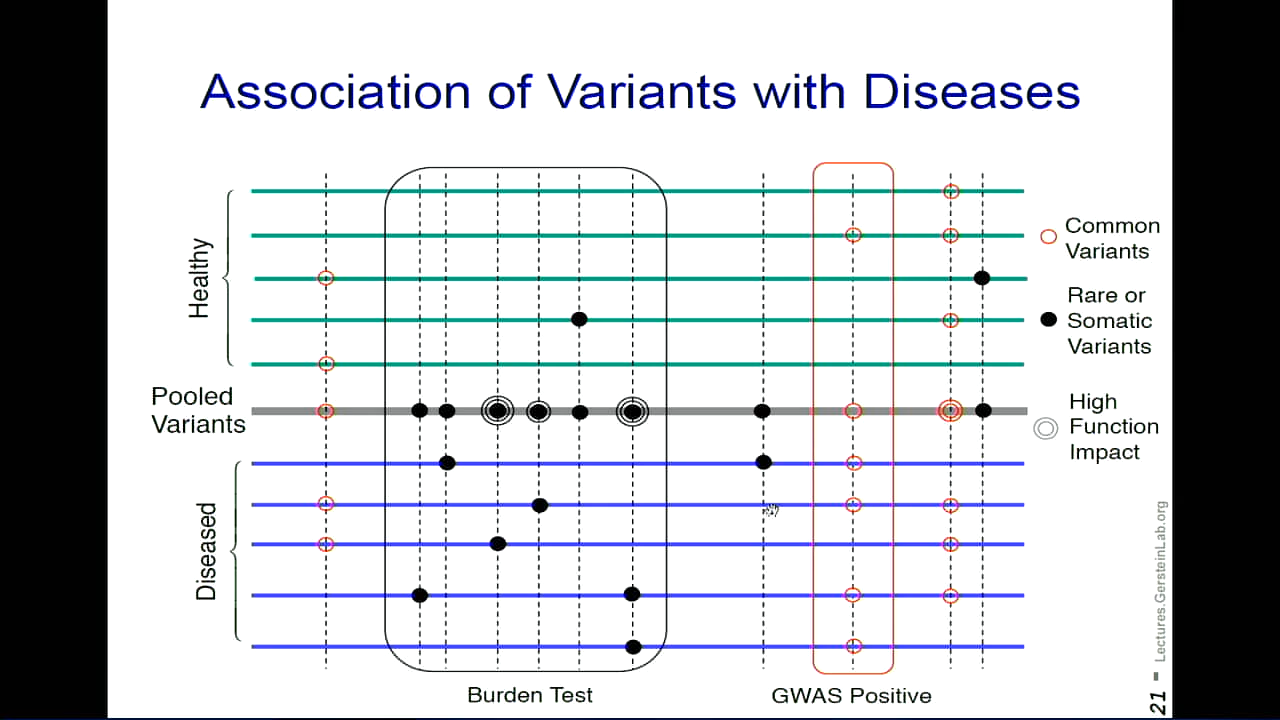 Association of Variants with Diseases
Healthy
Common
Variants
Rare or
Somatic
Variants
Pooled
Variants
High
Function
Impact
Diseased
Burden Test
GWAS Positive
21 - Lectures.GersteinLab.org